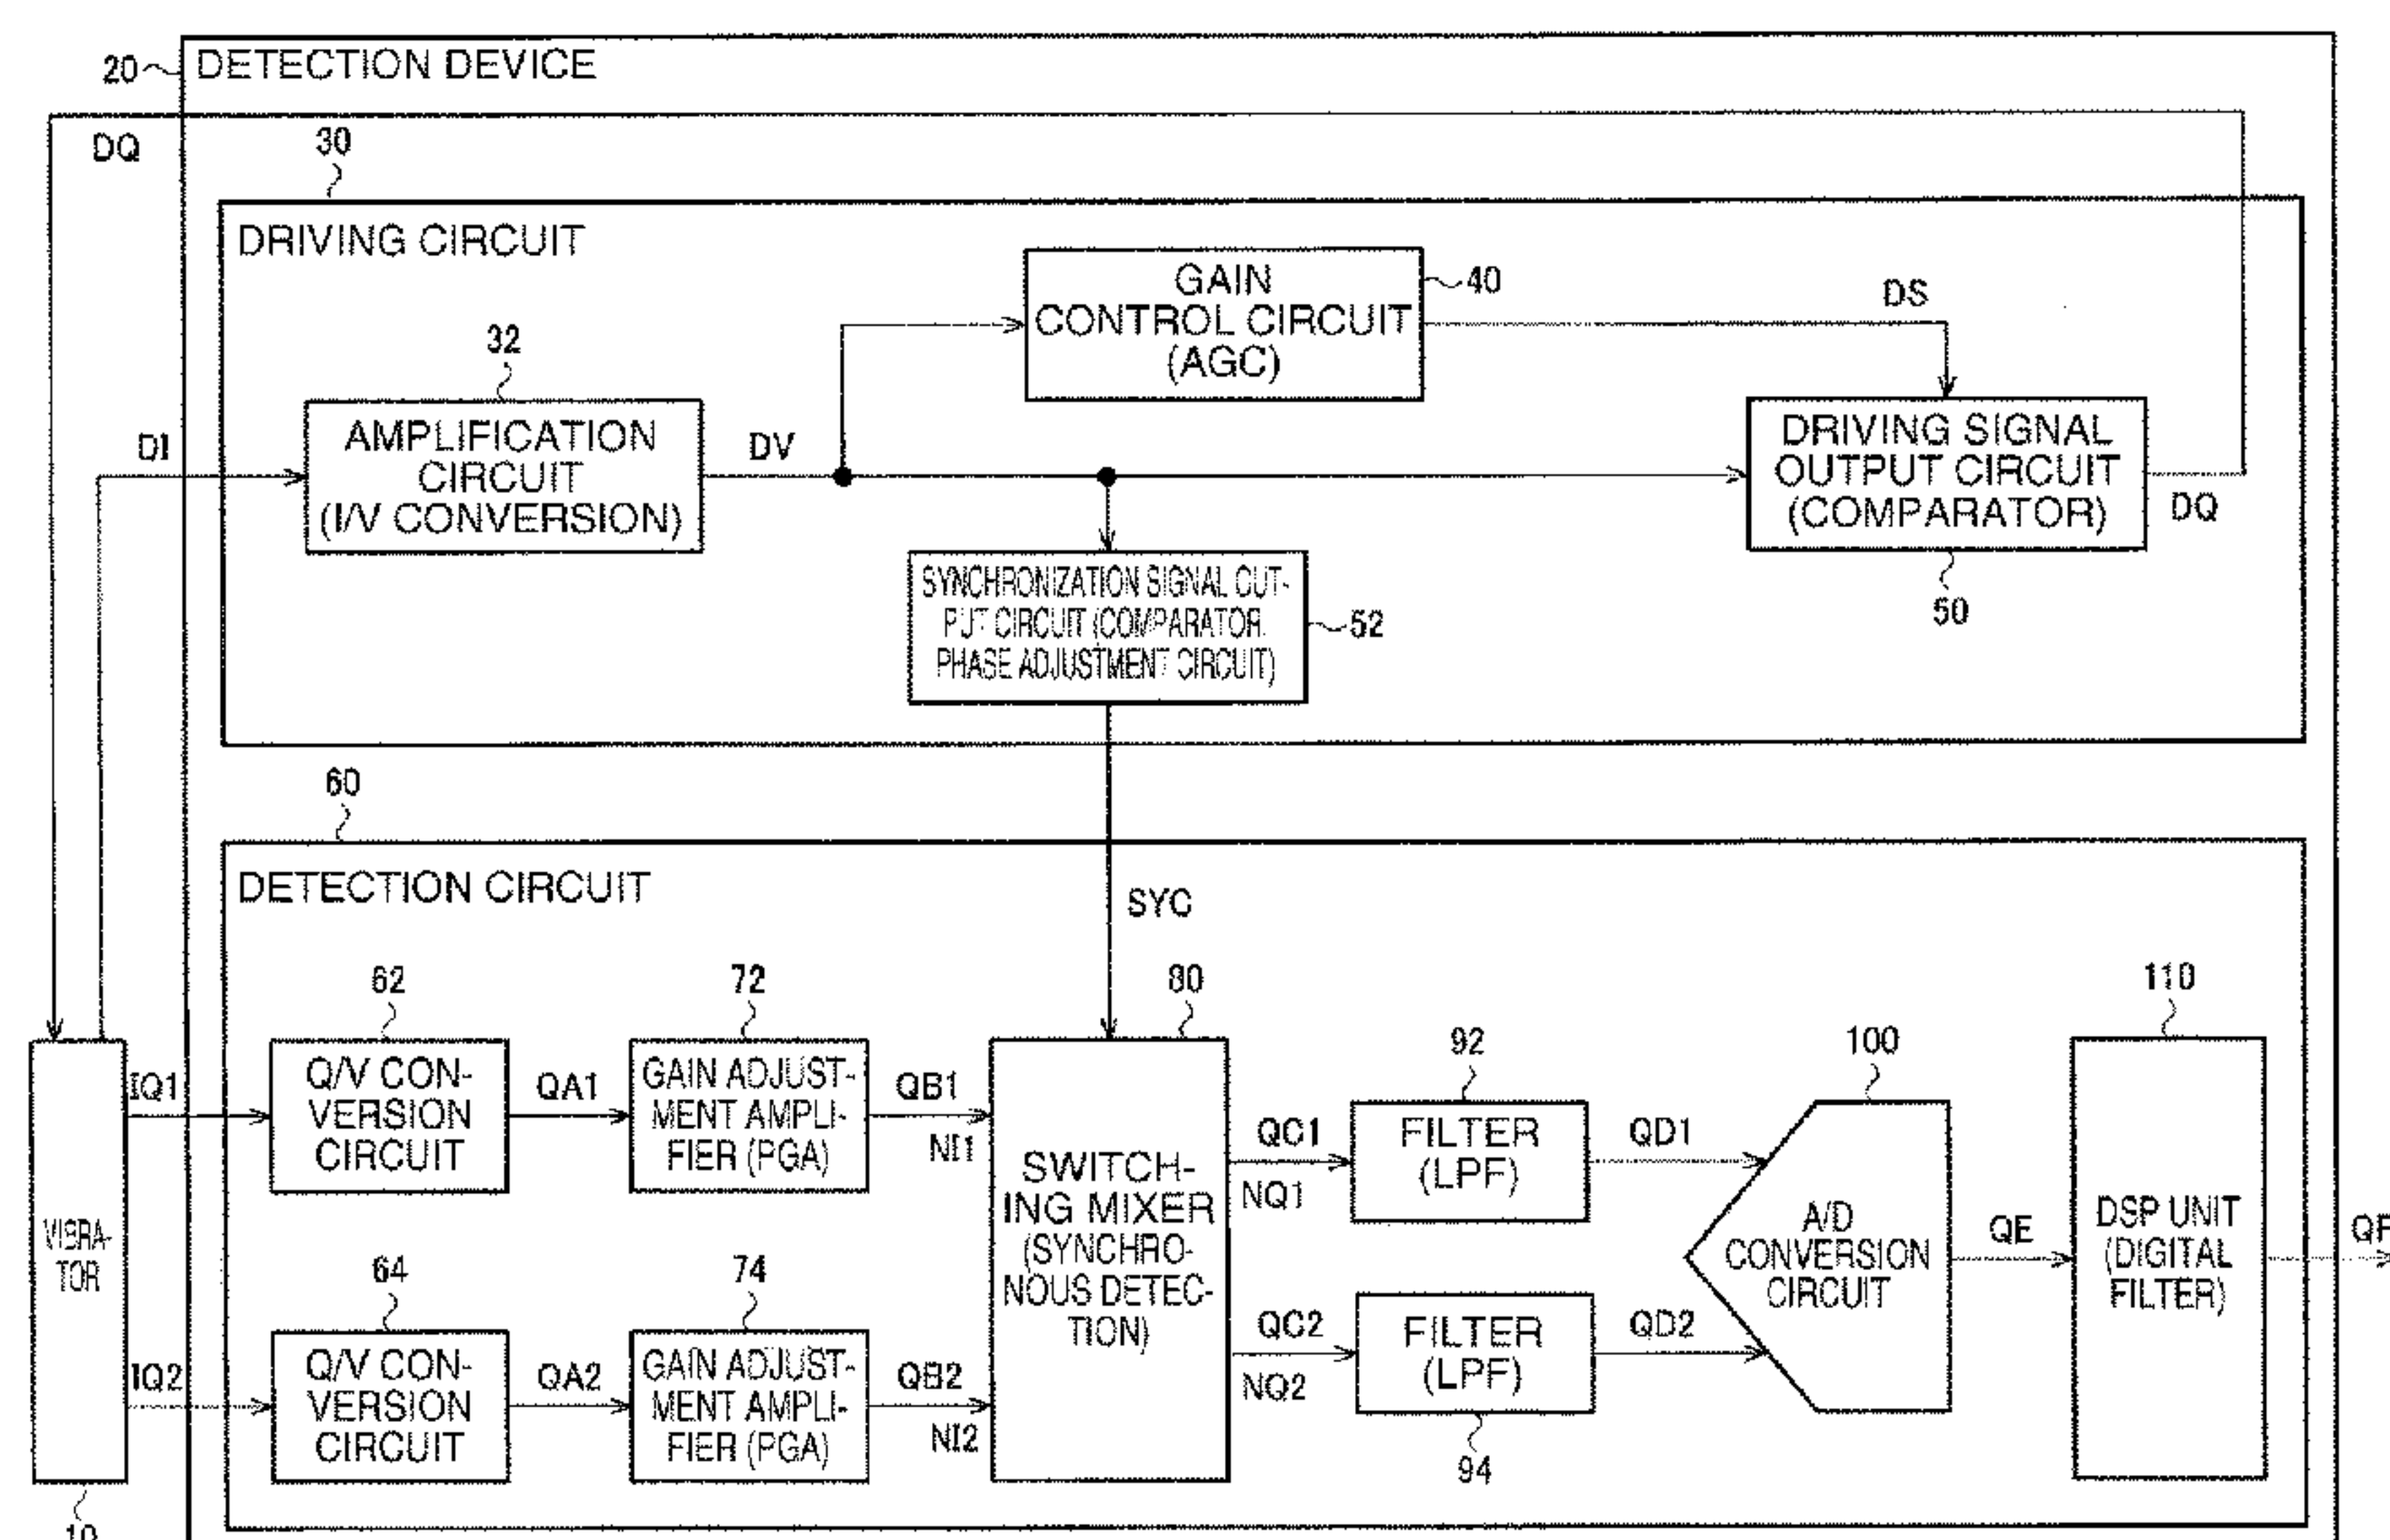 20 DETECTION DEVICE
DQ
30
DRIVING CIRCUIT
GAIN
CONTROL CIRCUIT
(AGC)
40
DS
32
DI
AMPLIFICATION
CIRCUIT
(I/V CONVERSION)
DV
DRIVING SIGNAL
OUTPUT CIRCUIT
(COMPARATOR)
DQ
50
SYNCHRONIZATION SIGNAL OUT-
PUT CIRCUIT (COMPARATOR,
PHASE ADJUSTMENT CIRCUIT)
52
60
DETECTION CIRCUIT
SYC
62
72
80
92
100
110
VIBRA-
TOR
10
IQ1
Q/V CON-
VERSION
CIRCUIT
QA1
GAIN ADJUST-
MENT AMPLI-
FIER (PGA)
QB1
NI1
IQ2
64
Q/V CON-
VERSION
CIRCUIT
QA2
74
GAIN ADJUST-
MENT AMPLI-
FIER (PGA)
QB2
NI2
SWITCH-
ING MIXER
(SYNCHRO-
NOUS DETEC-
TION)
QC1
NQ1
FILTER
(LPF)
QD1
QC2
NQ2
FILTER
(LPF)
94
QD2
A/D
CONVERSION
CIRCUIT
QE
DSP UNIT
(DIGITAL
FILTER)